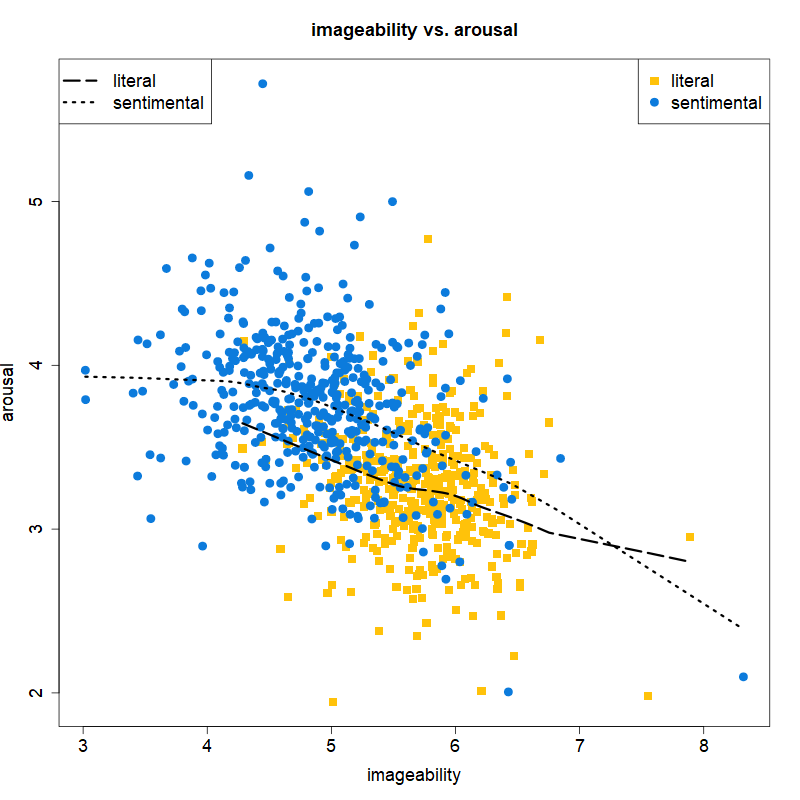 imageability vs. arousal
literal
sentimental
literal
sentimental
arousal
5
4
3
2
3 4 5 6 7 8
imageability